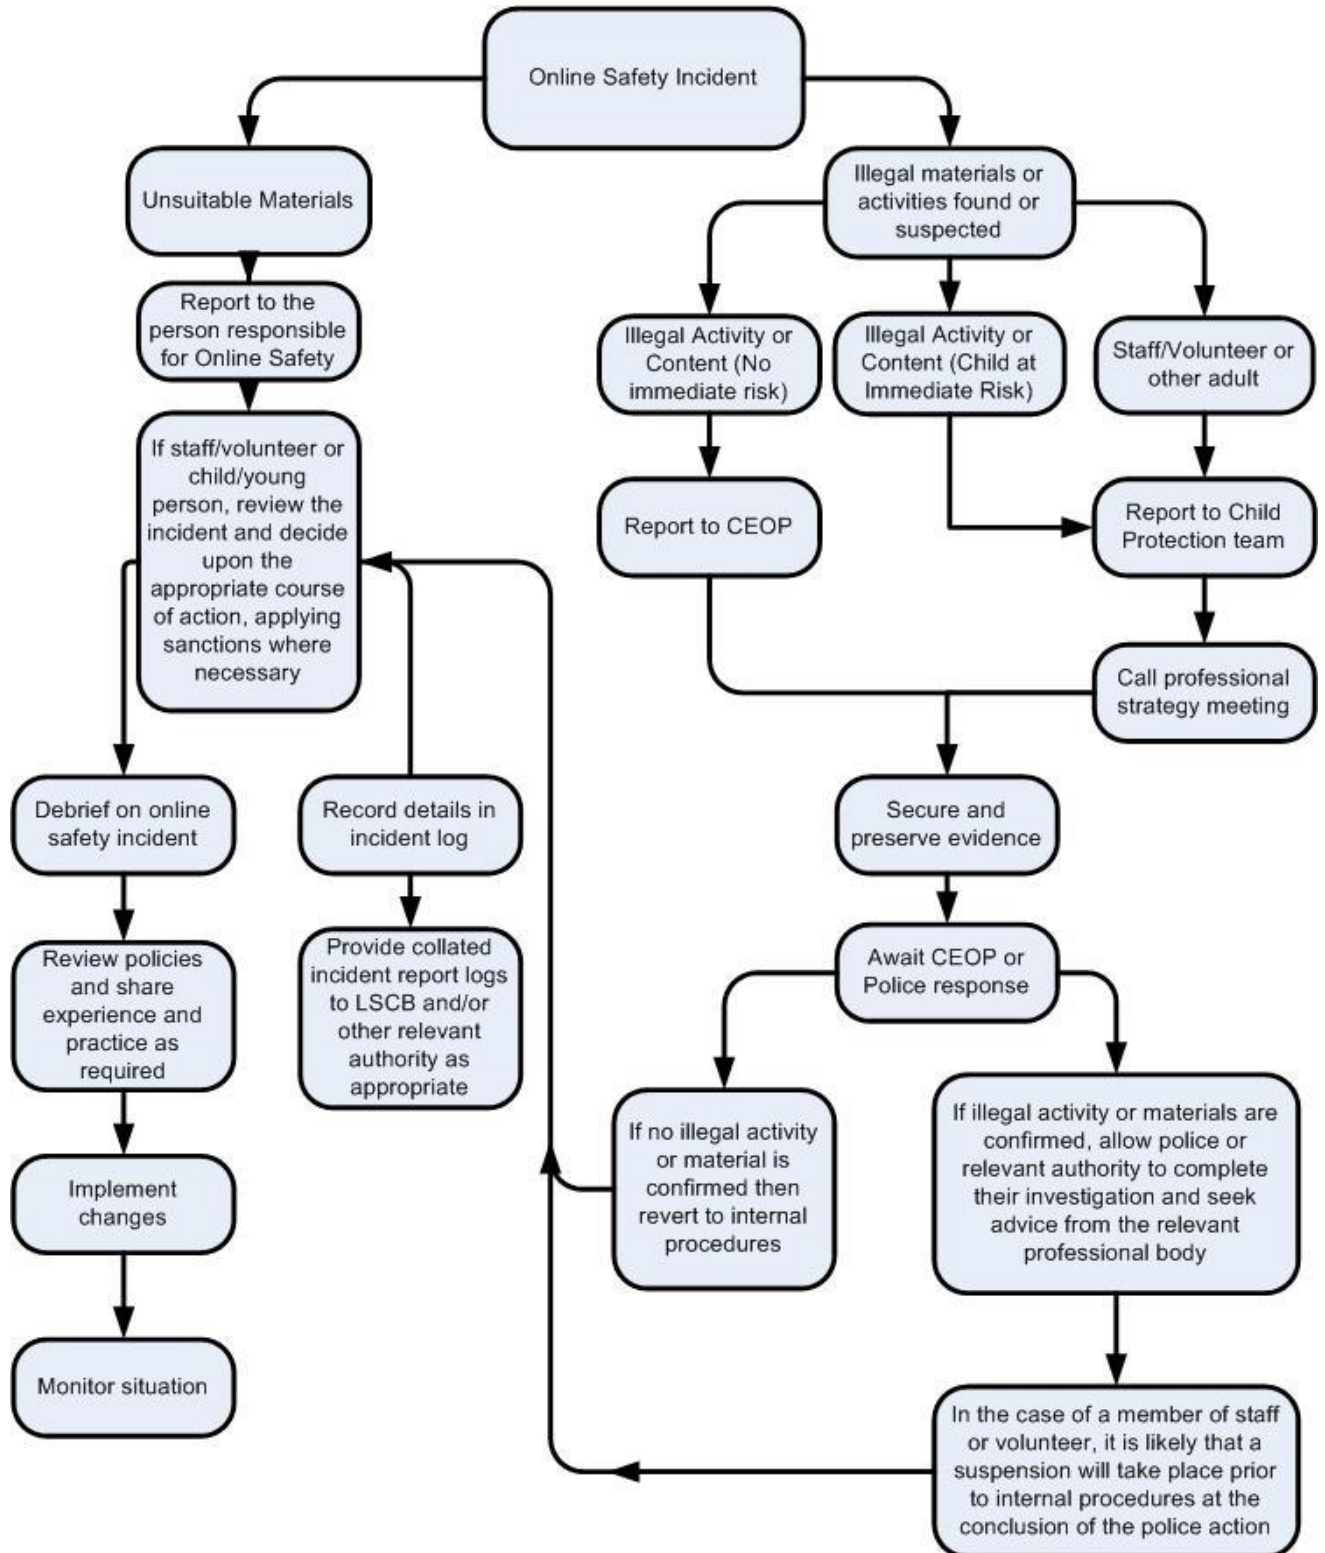 Online Safety Incident
Unsuitable Materials
Report to the
person responsible
for Online Safety
If staff/volunteer or
child/young
person, review the
incident and decide
upon the
appropriate course
of action, applying
sanctions where
necessary
Debrief on online
safety incident
Review policies
and share
experience and
practice as
required
Implement
changes
Monitor situation
Record details in
incident log
Provide collated
incident report logs
to LSCB and/or
other relevant
authority as
appropriate
Illegal materials or
activities found or
suspected
Illegal Activity or
Content (No
immediate risk)
Illegal Activity or
Content (Child at
Immediate Risk)
Staff/Volunteer or
other adult
Report to CEOP
Report to Child
Protection team
Call professional
strategy meeting
Secure and
preserve evidence
Await CEOP or
Police response
If no illegal activity
or material is
confirmed then
revert to internal
procedures
If illegal activity or materials are
confirmed, allow police or
relevant authority to complete
their investigation and seek
advice from the relevant
professional body
In the case of a member of staff
or volunteer, it is likely that a
suspension will take place prior
to internal procedures at the
conclusion of the police action